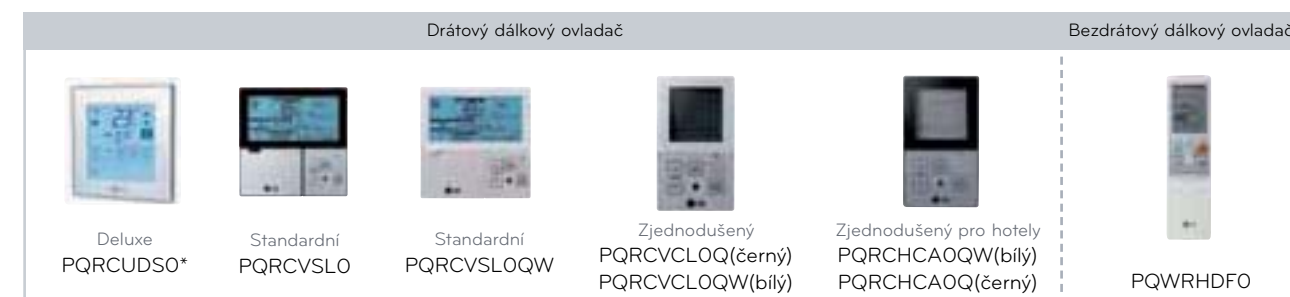 Drátový dálkový ovladač
Bezdrátový dálkový ovladač
Deluxe
PQRCUDS0*
Standardní
PQRCVSL0
Standardní
PQRCVSL0QW
Zjednodušený
PQRCVCL0Q(černý)
PQRCVCL0QW(bílý)
Zjednodušený pro hotely
PQRCHCA0QW(bílý)
PQRCHCA0Q(černý)
PQWRHDF0